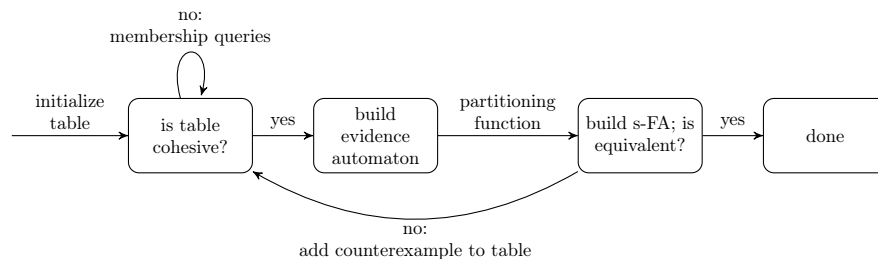 no:
membership queries
initialize
table
is table
cohesive?
yes
build
evidence
automaton
partitioning
function
build s-FA; is
equivalent?
yes
done
no:
add counterexample to table